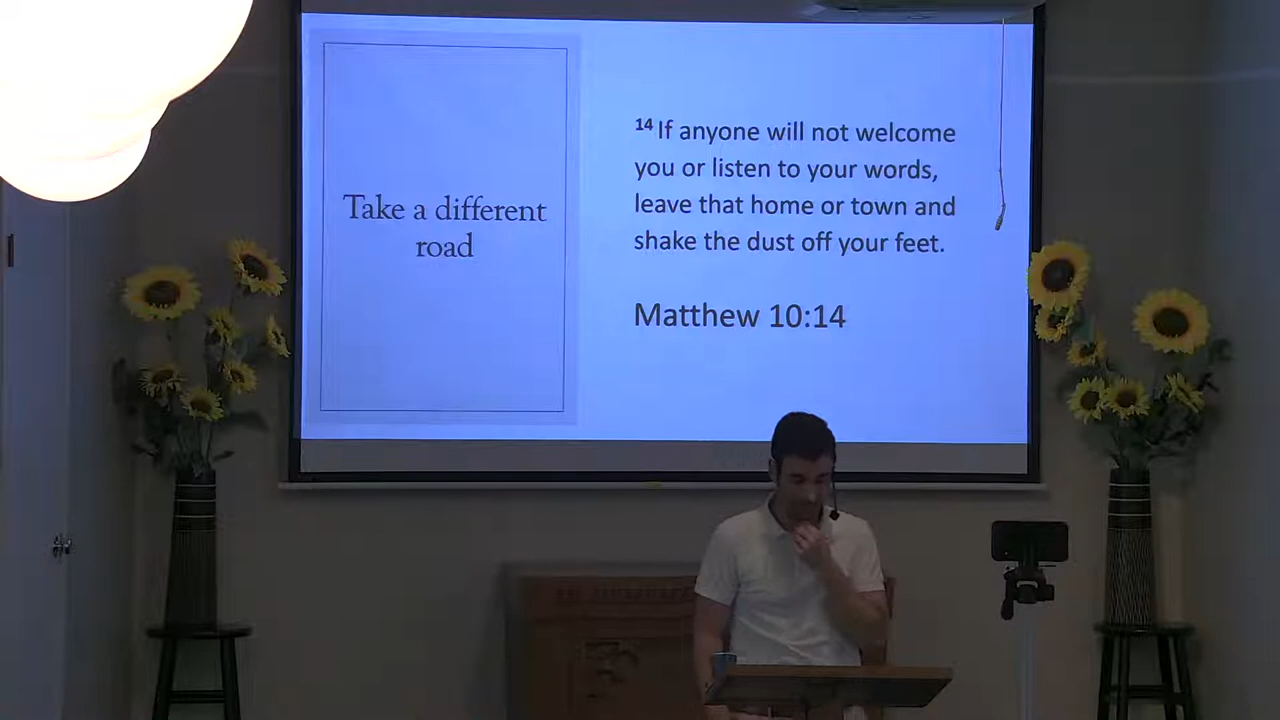 Take a different
road
14 If anyone will not welcome
you or listen to your words,
leave that home or town and
shake the dust off your feet.
Matthew 10:14